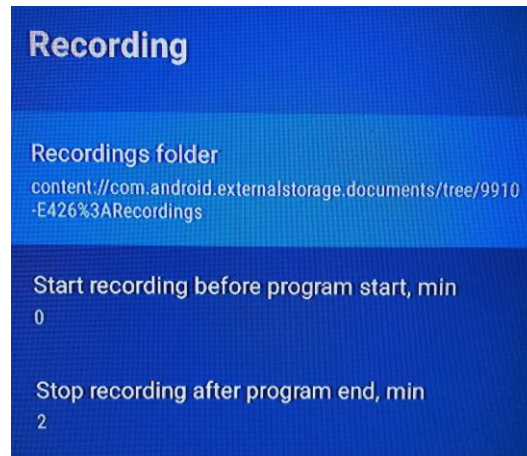 Recording
Recordings folder
content://com.android.externalstorage.documents/tree/9910
-E426%3ARecordings
Start recording before program start, min
0
Stop recording after program end, min
2